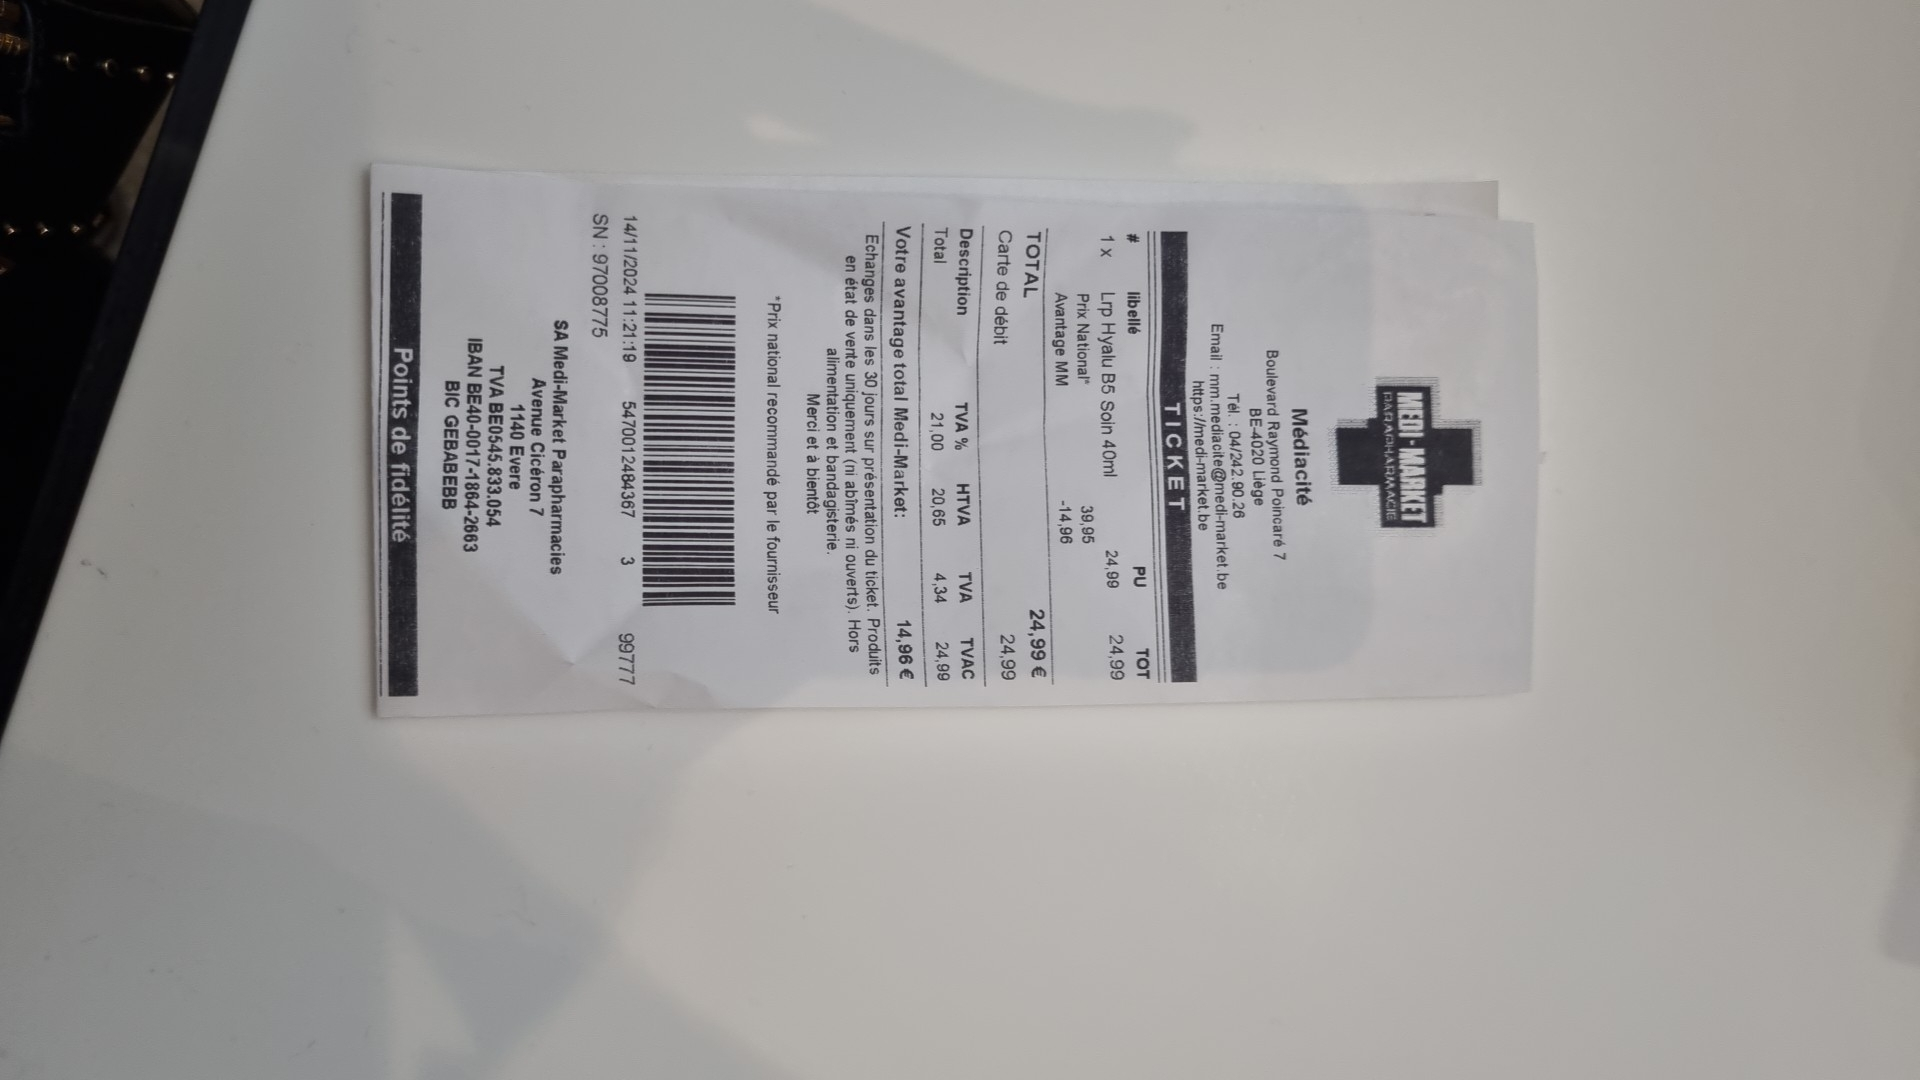 MEDI-MARKET
PARAPHARMACIE
Médiacité
Boulevard Raymond Poincaré 7
BE-4020 Liège
Tél. : 04/242.90.26
Email : mm.mediacite@medi-market.be
https://medi-market.be
TICKET
# libellé PU TOT
1 x Lrp Hyalu B5 Soin 40ml 24,99 24,99
Prix National* 39,95
Avantage MM -14,96
TOTAL 24,99 €
Carte de débit 24,99
Description TVA % HTVA TVA TVAC
Total 21,00 20,65 4,34 24,99
Votre avantage total Medi-Market: 14,96 €
Echanges dans les 30 jours sur présentation du ticket. Produits
en état de vente uniquement (ni abîmés ni ouverts). Hors
alimentation et bandagisterie.
Merci et à bientôt
*Prix national recommandé par le fournisseur
14/11/2024 11:21:19 5470012484367 3 99777
SN : 97008775
SA Medi-Market Parapharmacies
Avenue Cicéron 7
1140 Evere
TVA BE0545.833.054
IBAN BE40-0017-1864-2663
BIC GEBABEBB
Points de fidélité